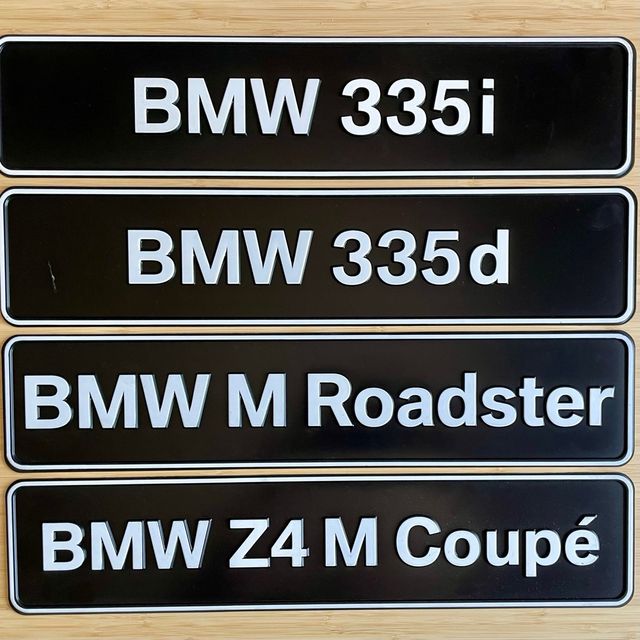 BMW 335i
BMW 335d
BMW M Roadster
BMW Z4 M Coupé